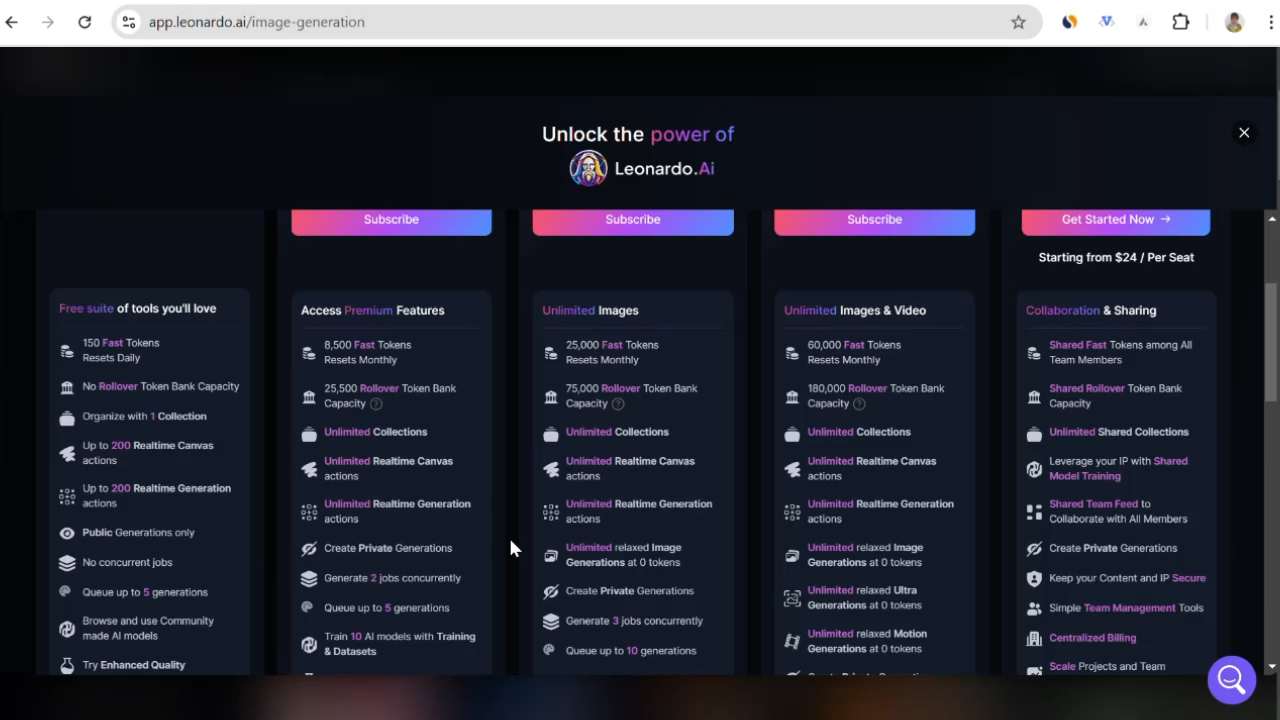 app.leonardo.ai/image-generation
Unlock the power of
Leonardo.Ai
Subscribe
Subscribe
Subscribe
Get Started Now →
Starting from $24 / Per Seat
Free suite of tools you'll love
150 Fast Tokens
Resets Daily
No Rollover Token Bank Capacity
Organize with 1 Collection
Up to 200 Realtime Canvas
actions
Up to 200 Realtime Generation
actions
Public Generations only
No concurrent jobs
Queue up to 5 generations
Browse and use Community
made AI models
Try Enhanced Quality
Access Premium Features
8,500 Fast Tokens
Resets Monthly
25,500 Rollover Token Bank
Capacity ?
Unlimited Collections
Unlimited Realtime Canvas
actions
Unlimited Realtime Generation
actions
Create Private Generations
Generate 2 jobs concurrently
Queue up to 5 generations
Train 10 AI models with Training
& Datasets
Unlimited Images
25,000 Fast Tokens
Resets Monthly
75,000 Rollover Token Bank
Capacity ?
Unlimited Collections
Unlimited Realtime Canvas
actions
Unlimited Realtime Generation
actions
Unlimited relaxed Image
Generations at 0 tokens
Create Private Generations
Generate 3 jobs concurrently
Queue up to 10 generations
Unlimited Images & Video
60,000 Fast Tokens
Resets Monthly
180,000 Rollover Token Bank
Capacity ?
Unlimited Collections
Unlimited Realtime Canvas
actions
Unlimited Realtime Generation
actions
Unlimited relaxed Image
Generations at 0 tokens
Unlimited relaxed Ultra
Generations at 0 tokens
Unlimited relaxed Motion
Generations at 0 tokens
Collaboration & Sharing
Shared Fast Tokens among All
Team Members
Shared Rollover Token Bank
Capacity
Unlimited Shared Collections
Leverage your IP with Shared
Model Training
Shared Team Feed to
Collaborate with All Members
Create Private Generations
Keep your Content and IP Secure
Simple Team Management Tools
Centralized Billing
Scale Projects and Team